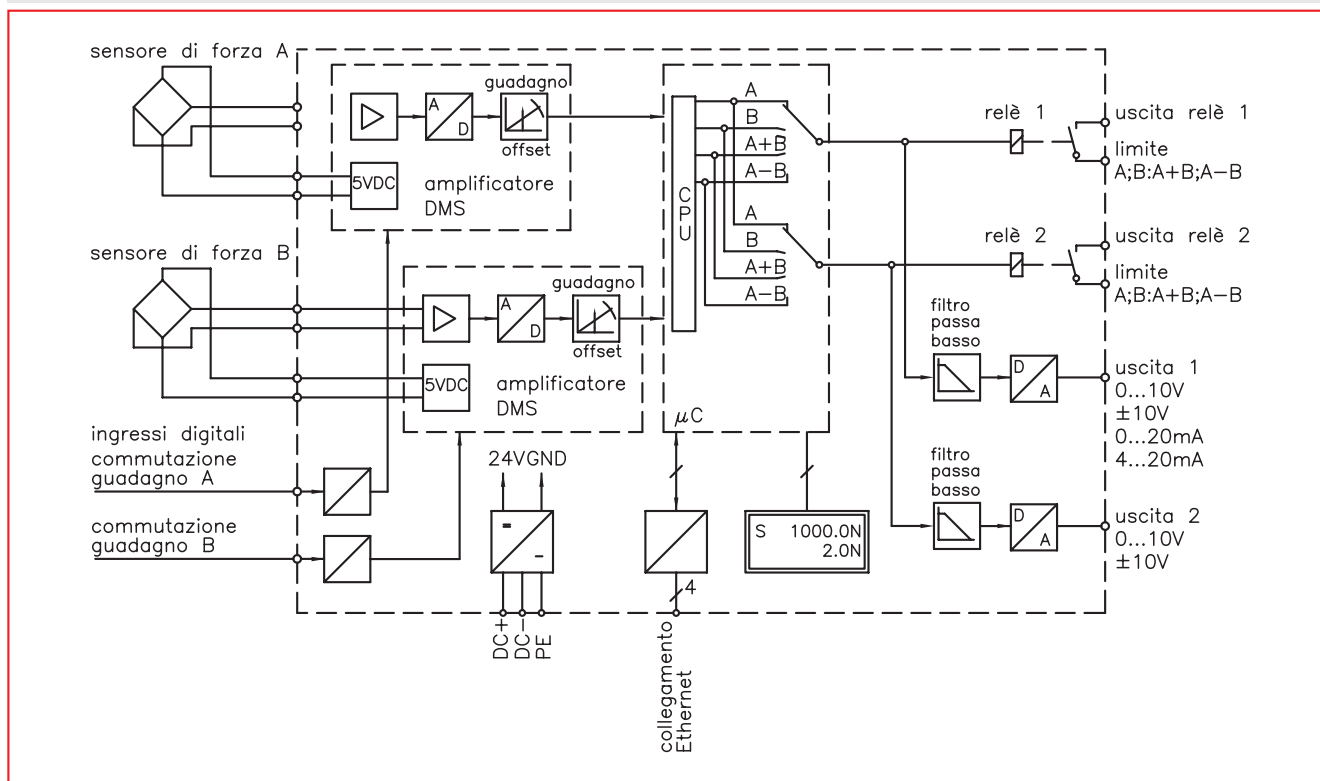 sensore di forza A
guadagno
A
D
offset
5VDC
amplificatore
DMS
sensore di forza B
guadagno
A
D
offset
5VDC
amplificatore
DMS
ingressi digitali
commutazione
guadagno A
commutazione
guadagno B
24VGND
=
−
DC+
DC-
PE
CPU
A
B
A+B
A−B
A
B
A+B
A−B
µC
S 1000.0N
2.0N
4
collegamento
Ethernet
relè 1
uscita relè 1
limite
A;B:A+B;A−B
relè 2
uscita relè 2
limite
A;B:A+B;A−B
filtro
passa
basso
D
A
uscita 1
0...10V
±10V
0...20mA
4...20mA
filtro
passa
basso
D
A
uscita 2
0...10V
±10V